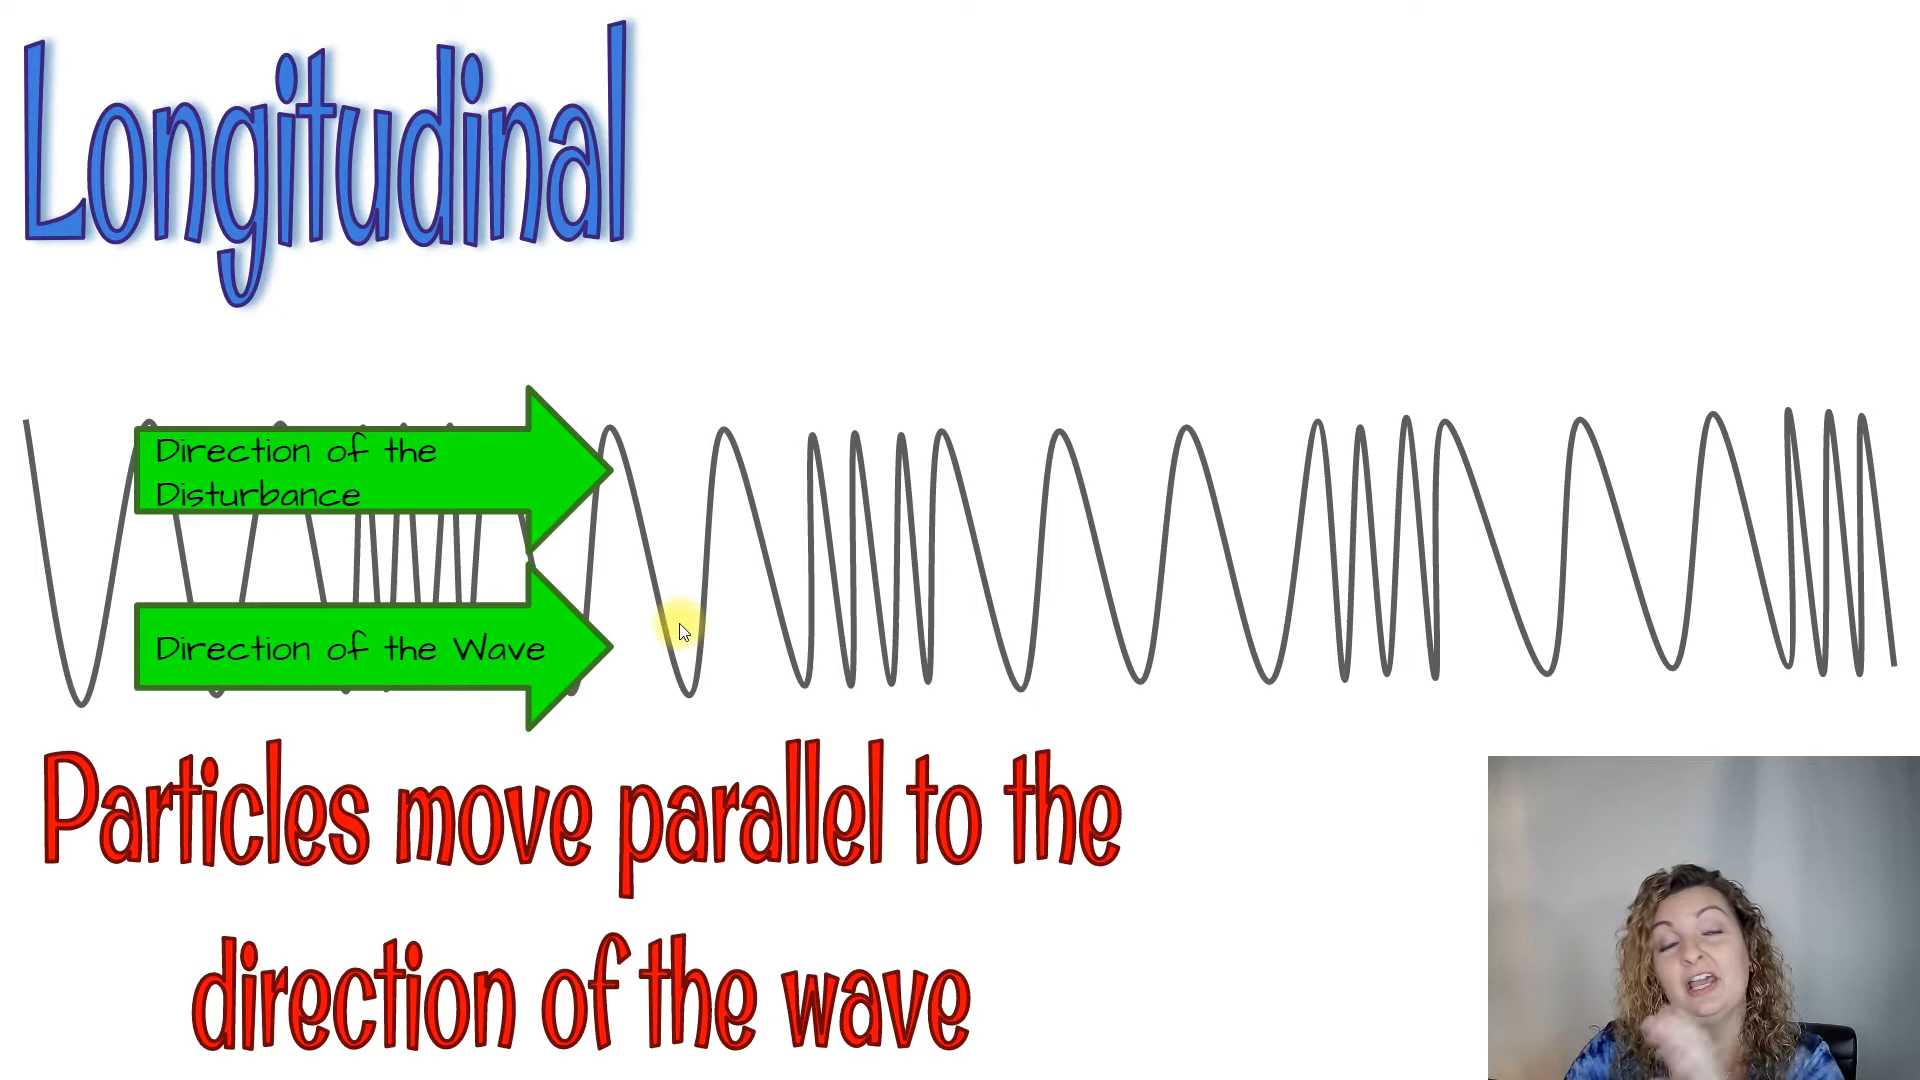 Longitudinal
Direction of the
Disturbance
Direction of the Wave
Particles move parallel to the
direction of the wave